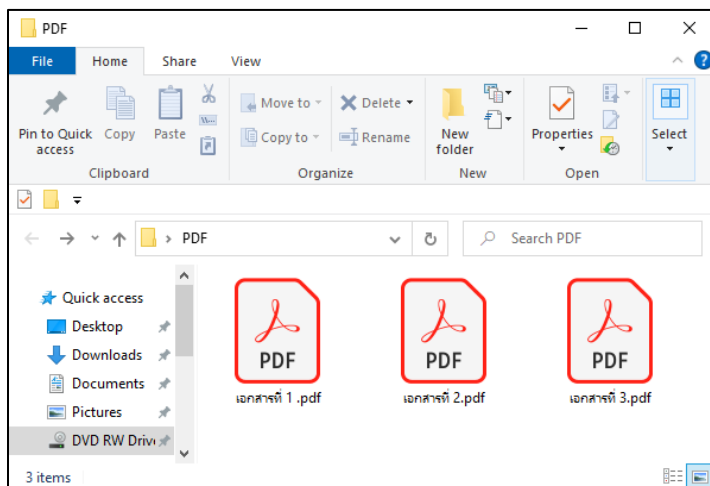 PDF
File Home Share View
Pin to Quick access Copy Paste
Move to Copy to Delete Rename
New folder
Properties
Select
Clipboard Organize New Open
PDF
Search PDF
Quick access
Desktop
Downloads
Documents
Pictures
DVD RW Driv
PDF PDF PDF
เอกสารที่ 1 .pdf เอกสารที่ 2.pdf เอกสารที่ 3.pdf
3 items